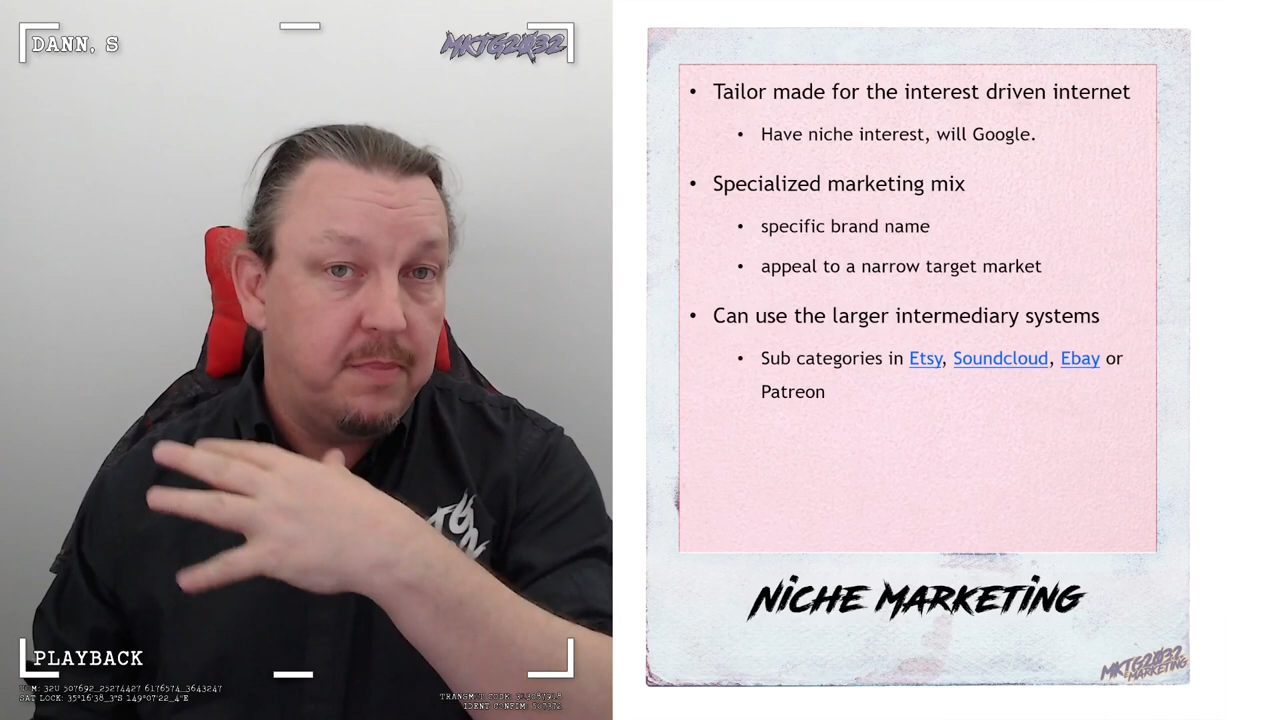 DANN, S
MKTG2032
• Tailor made for the interest driven internet
• Have niche interest, will Google.
• Specialized marketing mix
• specific brand name
• appeal to a narrow target market
• Can use the larger intermediary systems
• Sub categories in Etsy, Soundcloud, Ebay or
Patreon
NICHE MARKETING
MKTG2032
MARKETING
PLAYBACK